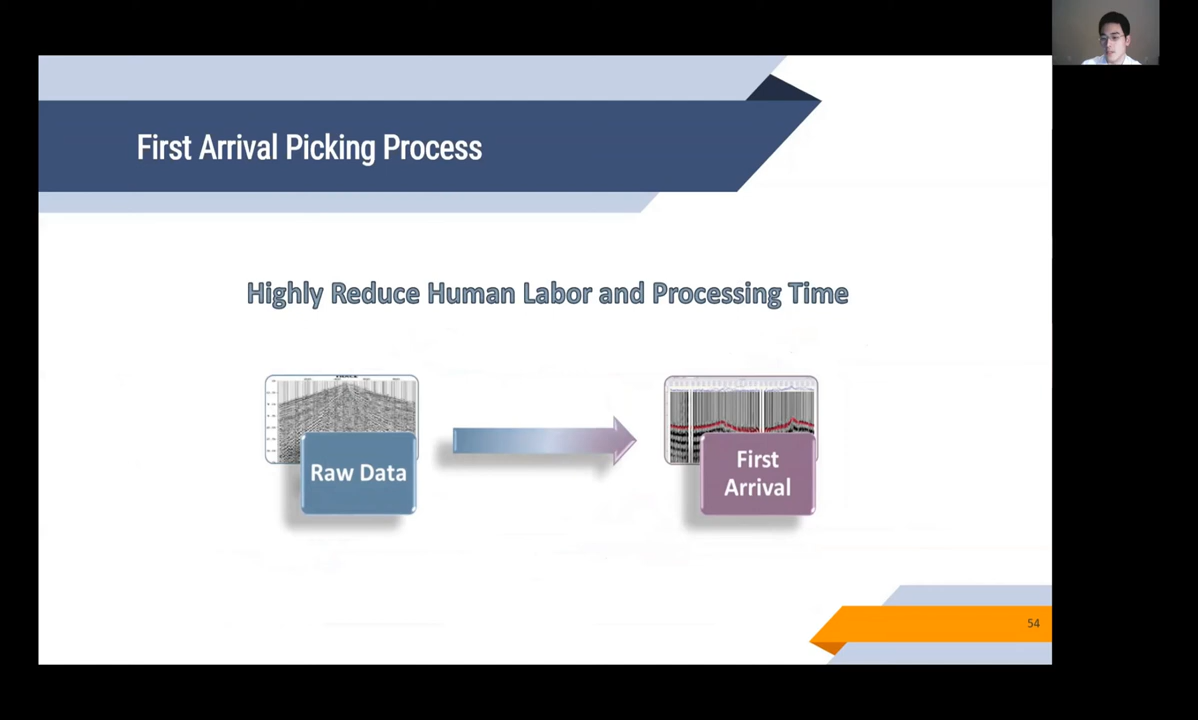 First Arrival Picking Process
Highly Reduce Human Labor and Processing Time
Raw Data
First
Arrival
54